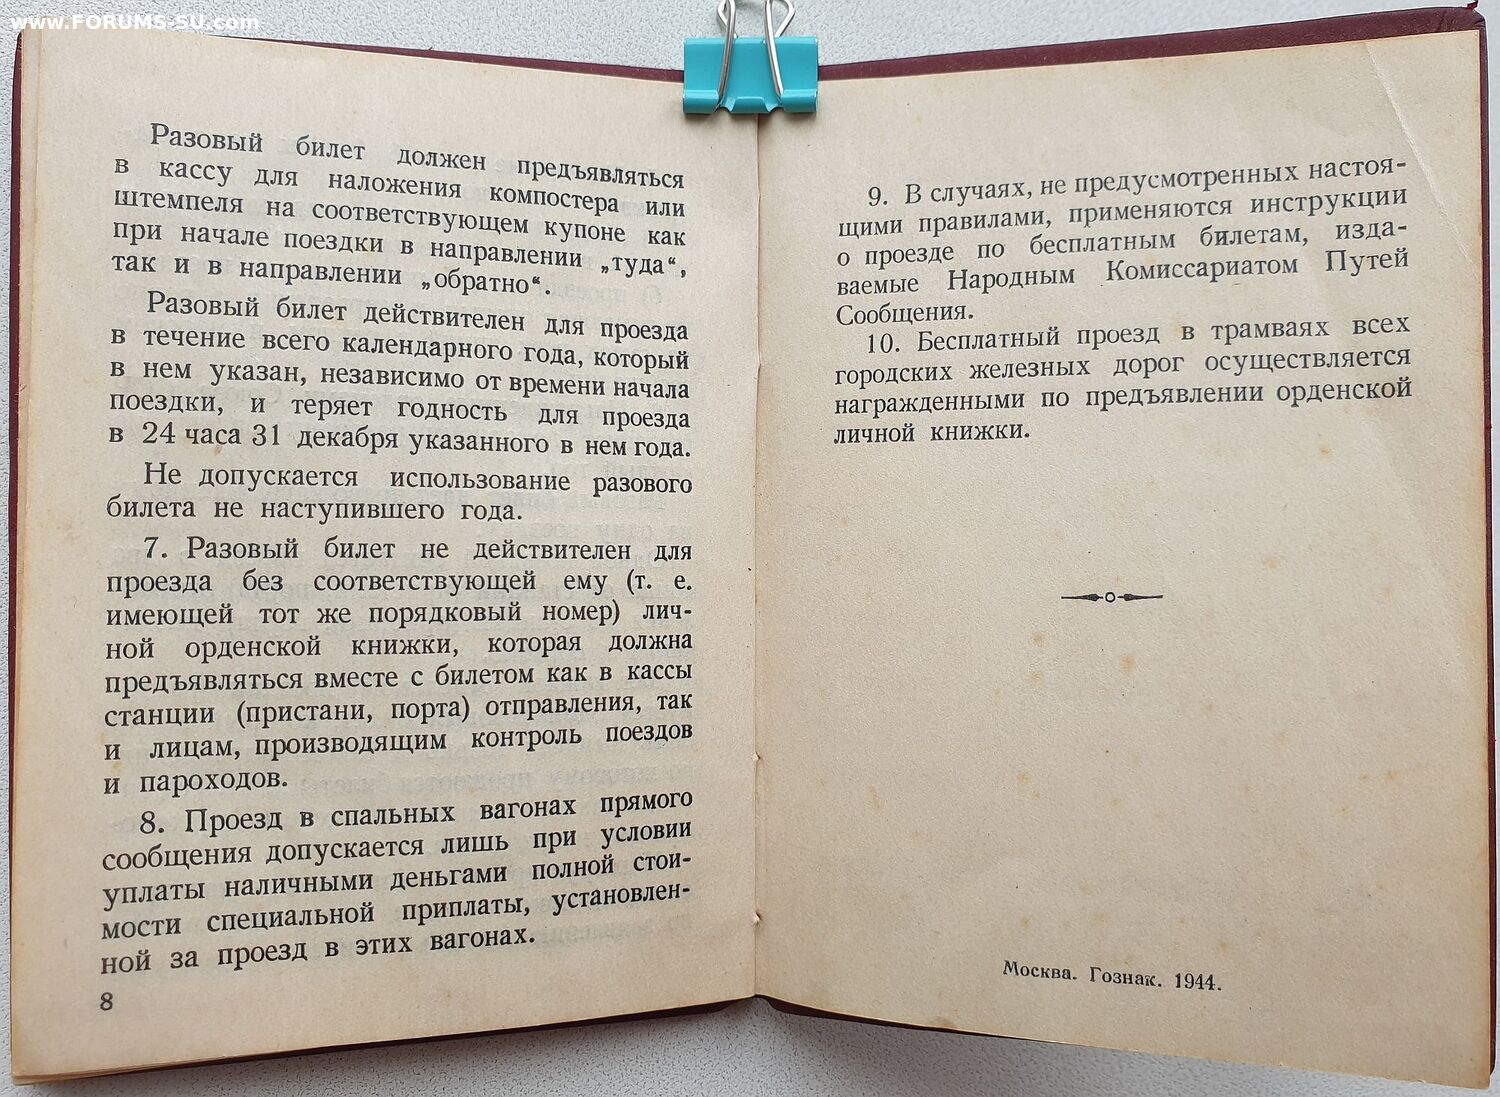 www.FORUMS-SU.com
Разовый билет должен предъявляться
в кассу для наложения компостера или
штемпеля на соответствующем купоне как
при начале поездки в направлении „туда“,
так и в направлении „обратно“.
Разовый билет действителен для проезда
в течение всего календарного года, который
в нем указан, независимо от времени начала
поездки, и теряет годность для проезда
в 24 часа 31 декабря указанного в нем года.
Не допускается использование разового
билета не наступившего года.
7. Разовый билет не действителен для
проезда без соответствующей ему (т. е.
имеющей тот же порядковый номер) лич-
ной орденской книжки, которая должна
предъявляться вместе с билетом как в кассы
станции (пристани, порта) отправления, так
и лицам, производящим контроль поездов
и пароходов.
8. Проезд в спальных вагонах прямого
сообщения допускается лишь при условии
уплаты наличными деньгами полной стои-
мости специальной приплаты, установлен-
ной за проезд в этих вагонах.
8
9. В случаях, не предусмотренных настоя-
щими правилами, применяются инструкции
о проезде по бесплатным билетам, изда-
ваемые Народным Комиссариатом Путей
Сообщения.
10. Бесплатный проезд в трамваях всех
городских железных дорог осуществляется
награжденными по предъявлении орденской
личной книжки.
Москва. Гознак. 1944.